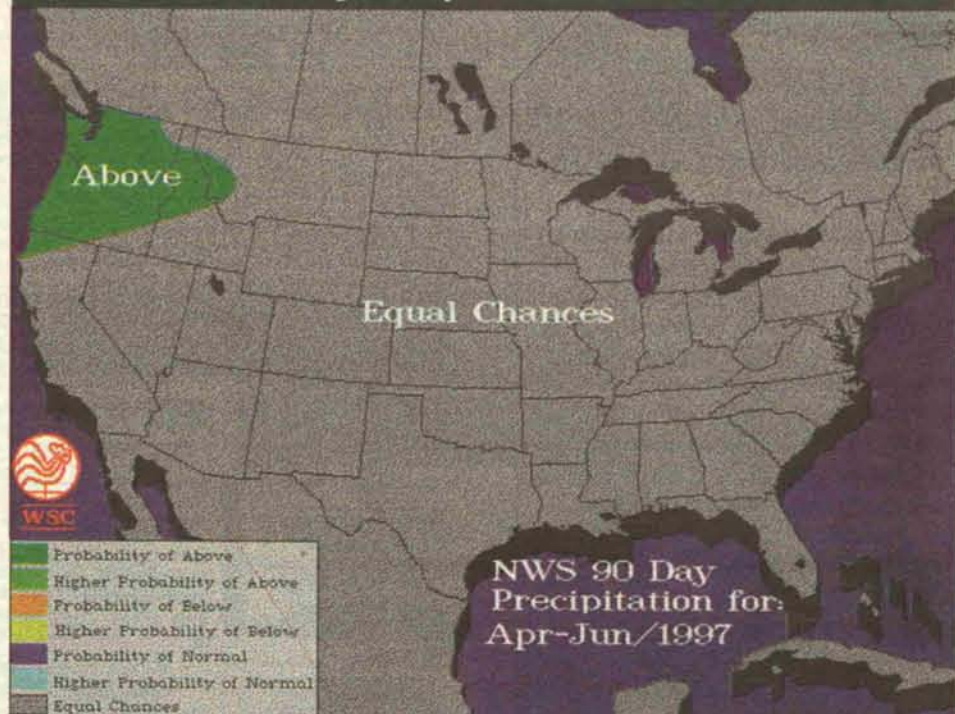 Above
Equal Chances
WSC
Probability of Above
Higher Probability of Above
Probability of Below
Higher Probability of Below
Probability of Normal
Higher Probability of Normal
Equal Chances
NWS 90 Day
Precipitation for:
Apr-Jun/1997